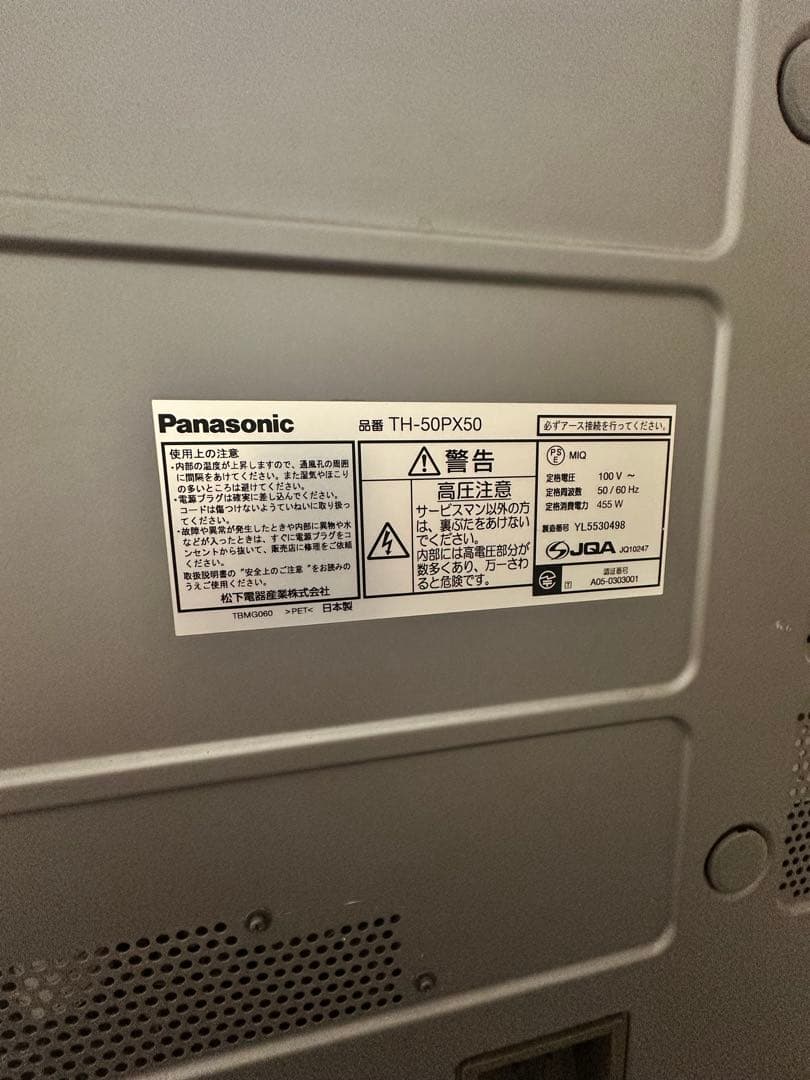 Panasonic 品番 TH-50PX50 必ずアース接続を行ってください。
使用上の注意
・内部の温度が上昇しますので、通風孔の周囲
に間隔をあけてください。また湿気やほこり
の多いところは避けてください。
・電源プラグは確実に差し込んでください。
コードは傷つけないようていねいに取り扱っ
てください。
・故障や異常が発生したときや内部に異物や水
などが入ったときは、すぐに電源プラグをコ
ンセントから抜いて、販売店に修理をご依頼
ください。
取扱説明書の"安全上のご注意"をお読みの
うえご使用ください。
松下電器産業株式会社
TBMG060 >PET< 日本製
警告
高圧注意
サービスマン以外の方
は、裏ぶたをあけない
でください。
内部には高電圧部分が
数多くあり、万一さわ
ると危険です。
PSE MIQ
定格電圧 100 V ~
定格周波数 50 / 60 Hz
定格消費電力 455 W
製造番号 YL5530498
JQA JQ10247
T 認証番号
A05-0303001